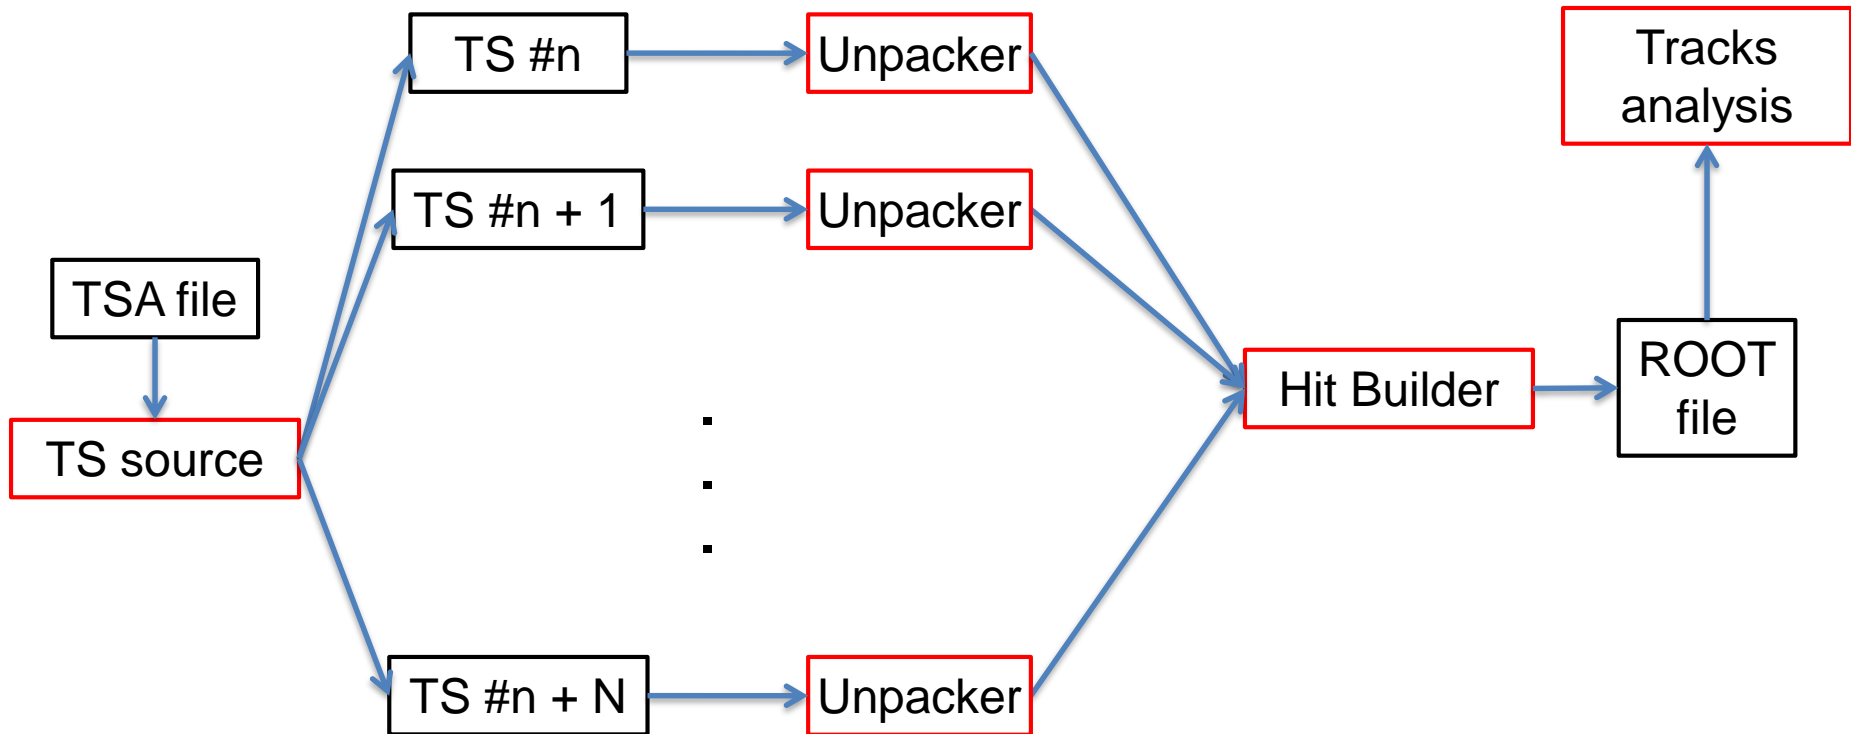 TS #n
Unpacker
Tracks
analysis
TS #n + 1
Unpacker
TSA file
TS source
.
.
.
Hit Builder
ROOT
file
TS #n + N
Unpacker